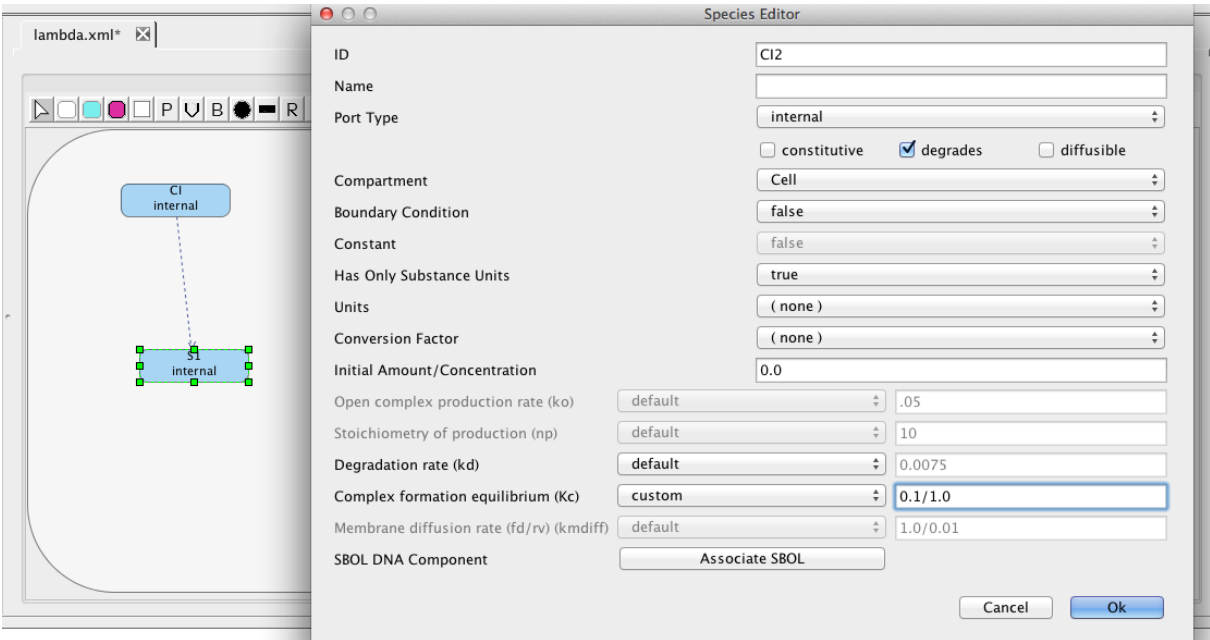 lambda.xml*
P V B R
CI
internal
S1
internal
Species Editor
ID CI2
Name
Port Type internal
constitutive degrades diffusible
Compartment Cell
Boundary Condition false
Constant false
Has Only Substance Units true
Units ( none )
Conversion Factor ( none )
Initial Amount/Concentration 0.0
Open complex production rate (ko) default .05
Stoichiometry of production (np) default 10
Degradation rate (kd) default 0.0075
Complex formation equilibrium (Kc) custom 0.1/1.0
Membrane diffusion rate (fd/rv) (kmdiff) default 1.0/0.01
SBOL DNA Component Associate SBOL
Cancel Ok